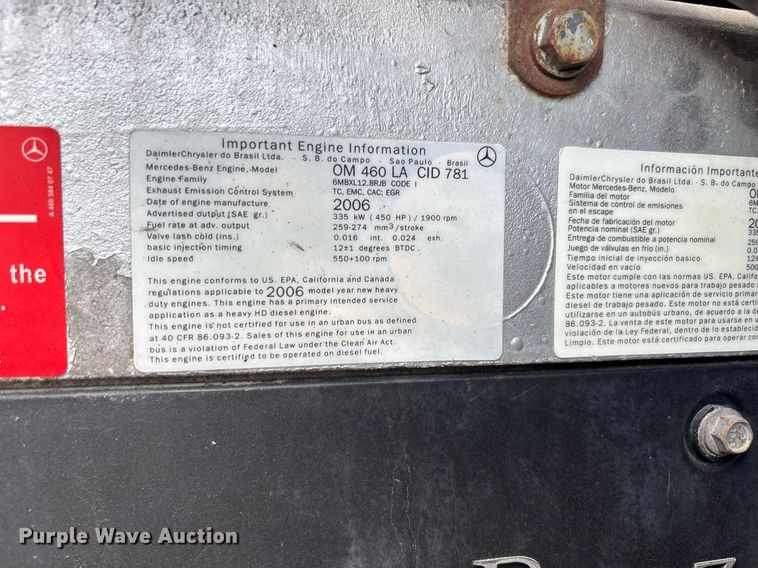 A 460 584 07 47
the
.
Important Engine Information
DaimlerChrysler do Brasil Ltda. - S. B. do Campo - Sao Paulo - Brasil
Mercedes-Benz Engine, Model OM 460 LA CID 781
Engine Family 6MBXL12.8RJB CODE I
Exhaust Emission Control System TC, EMC, CAC; EGR
Date of engine manufacture 2006
Advertised output (SAE gr.) 335 kW ( 450 HP) / 1900 rpm
Fuel rate at adv. output 259-274 mm³/stroke
Valve lash cold (ins.) 0.016 int. 0.024 exh.
basic injection timing 12±1 degrees BTDC.
Idle speed 550+100 rpm
This engine conforms to US. EPA, California and Canada
regulations applicable to 2006 model year new heavy
duty engines. This engine has a primary intended service
application as a heavy HD diesel engine.
This engine is not certified for use in an urban bus as defined
at 40 CFR 86.093-2. Sales of this engine for use in an urban
bus is a violation of Federal Law under the Clean Air Act.
This engine is certified to be operated on diesel fuel.
Información Importante
DaimlerChrysler do Brasil Ltda. - S. B. do Campo
Motor Mercedes-Benz, Modelo
Familia del motor
Sistema de control de emisiones
en el escape TC,
Fecha de fabricación del motor
Potencia nominal (SAE gr.) 335
Entrega de combustible a potencia nominal 259
Juego de válvulas en frío (in.) 0.0
Tiempo inicial de inyección basico 12±
Velocidad en vacio
Este motor cumple con las normas US. EPA,
aplicables a motores nuevos para trabajo pesado
Este motor tiene una aplicación de servicio primar
diesel de trabajo pesado. Este motor no está certif
utilizarse en un autobús urbano, de acuerdo a
86.093-2. La venta de este motor para usarse en
violación de la Ley Federal, dentro de lo establecido
Limpio. Este motor está certificado para operar con
Purple Wave Auction